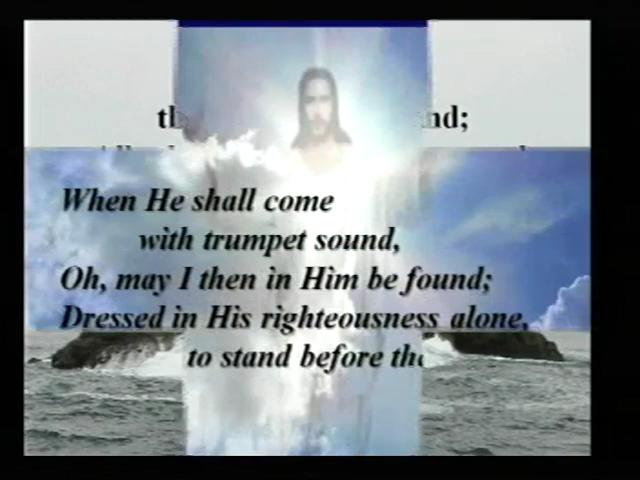 nd;
When He shall come
with trumpet sound,
Oh, may I then in Him be found;
Dressed in His righteousness alone,
to stand before th